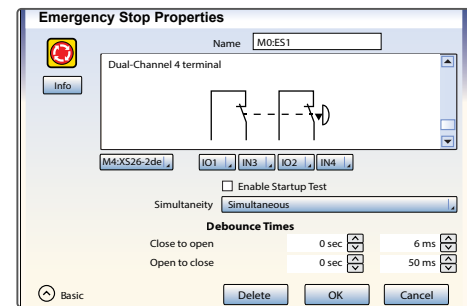 Emergency Stop Properties
Name M0:ES1
Info
Dual-Channel 4 terminal
M4:XS26-2de IO1 IN3 IO2 IN4
Enable Startup Test
Simultaneity Simultaneous
Debounce Times
Close to open 0 sec 6 ms
Open to close 0 sec 50 ms
Basic Delete OK Cancel